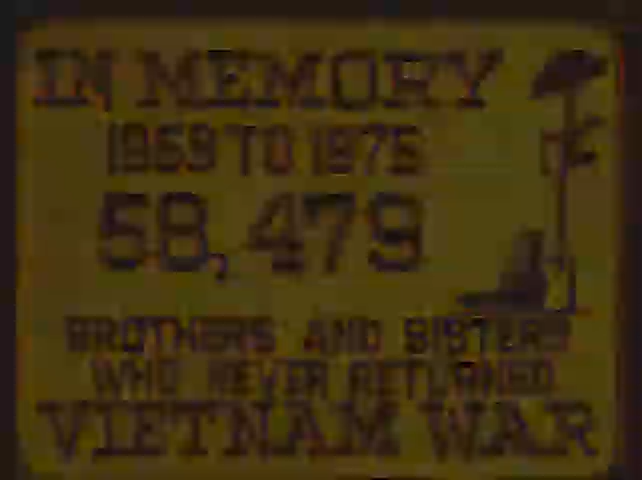 IN MEMORY
1959 TO 1975
58,479
BROTHERS AND SISTERS
WHO NEVER RETURNED
VIETNAM WAR